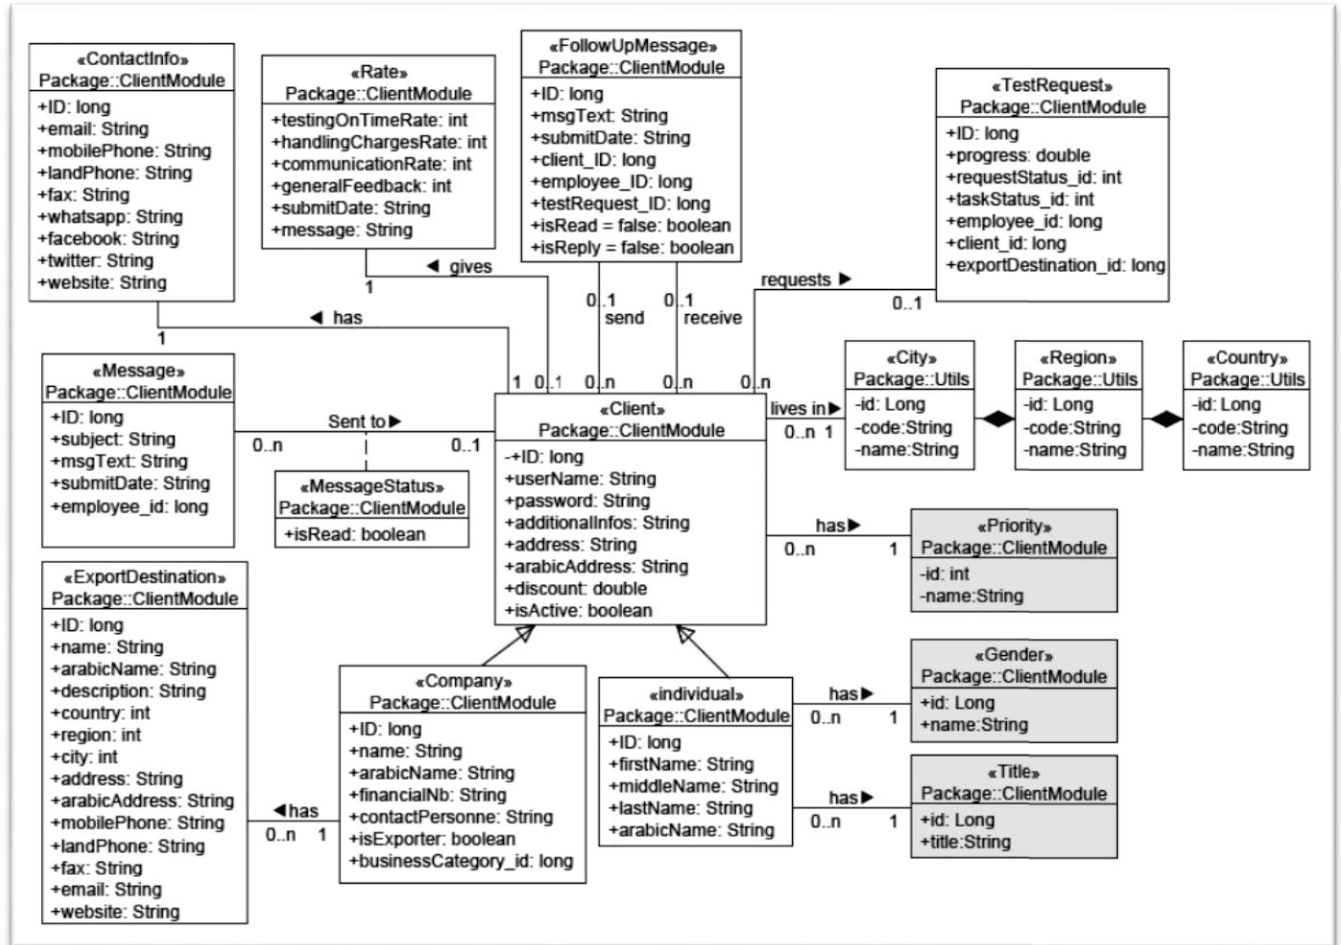 «ContactInfo»
Package::ClientModule
+ID: long
+email: String
+mobilePhone: String
+landPhone: String
+fax: String
+whatsapp: String
+facebook: String
+twitter: String
+website: String
«Rate»
Package::ClientModule
+testingOnTimeRate: int
+handlingChargesRate: int
+communicationRate: int
+generalFeedback: int
+submitDate: String
+message: String
«FollowUpMessage»
Package::ClientModule
+ID: long
+msgText: String
+submitDate: String
+client_ID: long
+employee_ID: long
+testRequest_ID: long
+isRead = false: boolean
+isReply = false: boolean
«TestRequest»
Package::ClientModule
+ID: long
+progress: double
+requestStatus_id: int
+taskStatus_id: int
+employee_id: long
+client_id: long
+exportDestination_id: long
◀ gives
1
0..1
◀ has
1
1
0..1
send
0..n
0..1
receive
0..n
requests ▶
0..1
0..n
«Message»
Package::ClientModule
+ID: long
+subject: String
+msgText: String
+submitDate: String
+employee_id: long
Sent to▶
0..n
0..1
«MessageStatus»
Package::ClientModule
+isRead: boolean
«Client»
Package::ClientModule
-+ID: long
+userName: String
+password: String
+additionalInfos: String
+address: String
+arabicAddress: String
+discount: double
+isActive: boolean
lives in▶
0..n 1
«City»
Package::Utils
-id: Long
-code:String
-name:String
«Region»
Package::Utils
-id: Long
-code:String
-name:String
«Country»
Package::Utils
-id: Long
-code:String
-name:String
has▶
0..n
1
«Priority»
Package::ClientModule
-id: int
-name:String
«ExportDestination»
Package::ClientModule
+ID: long
+name: String
+arabicName: String
+description: String
+country: int
+region: int
+city: int
+address: String
+arabicAddress: String
+mobilePhone: String
+landPhone: String
+fax: String
+email: String
+website: String
◀has
0..n 1
«Company»
Package::ClientModule
+ID: long
+name: String
+arabicName: String
+financialNb: String
+contactPersonne: String
+isExporter: boolean
+businessCategory_id: long
«individual»
Package::ClientModule
+ID: long
+firstName: String
+middleName: String
+lastName: String
+arabicName: String
has▶
0..n
1
«Gender»
Package::ClientModule
+id: Long
+name:String
has▶
0..n
1
«Title»
Package::ClientModule
+id: Long
+title:String